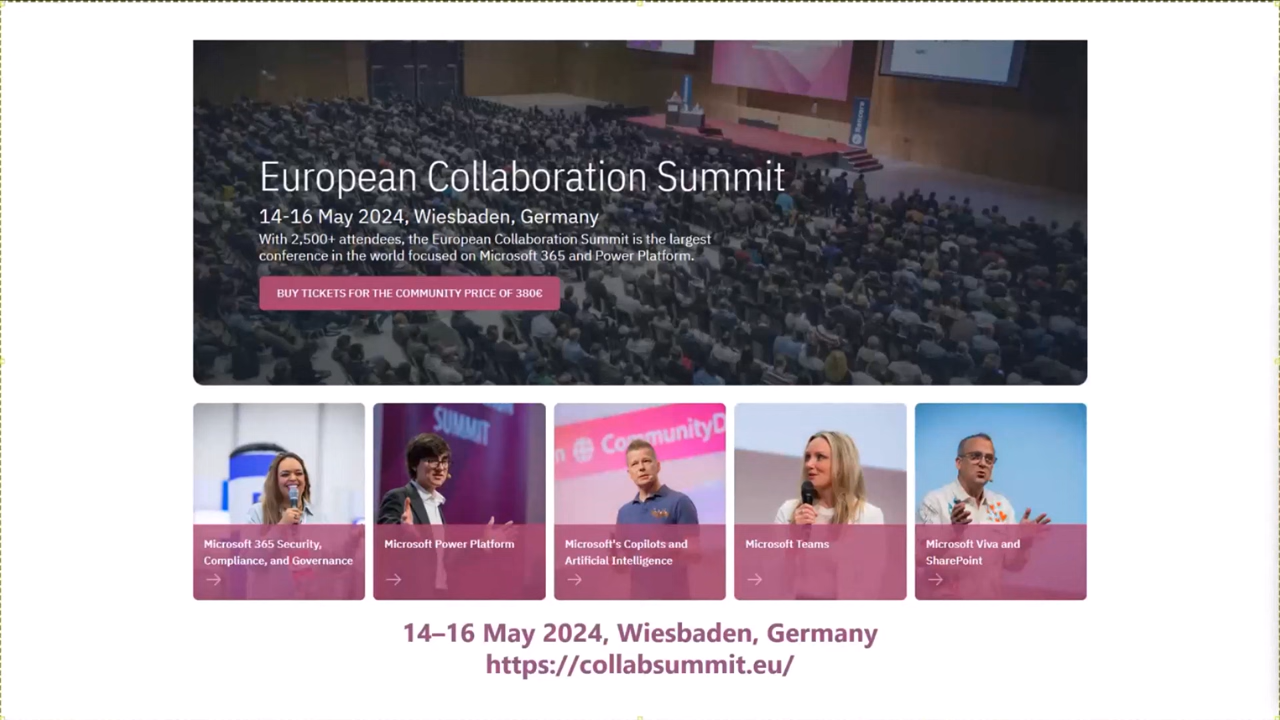 European Collaboration Summit
14-16 May 2024, Wiesbaden, Germany
With 2,500+ attendees, the European Collaboration Summit is the largest
conference in the world focused on Microsoft 365 and Power Platform.
BUY TICKETS FOR THE COMMUNITY PRICE OF 380€
SUMMIT
CommunityD
Microsoft 365 Security,
Compliance, and Governance
Microsoft Power Platform
Microsoft's Copilots and
Artificial Intelligence
Microsoft Teams
Microsoft Viva and
SharePoint
14–16 May 2024, Wiesbaden, Germany
https://collabsummit.eu/